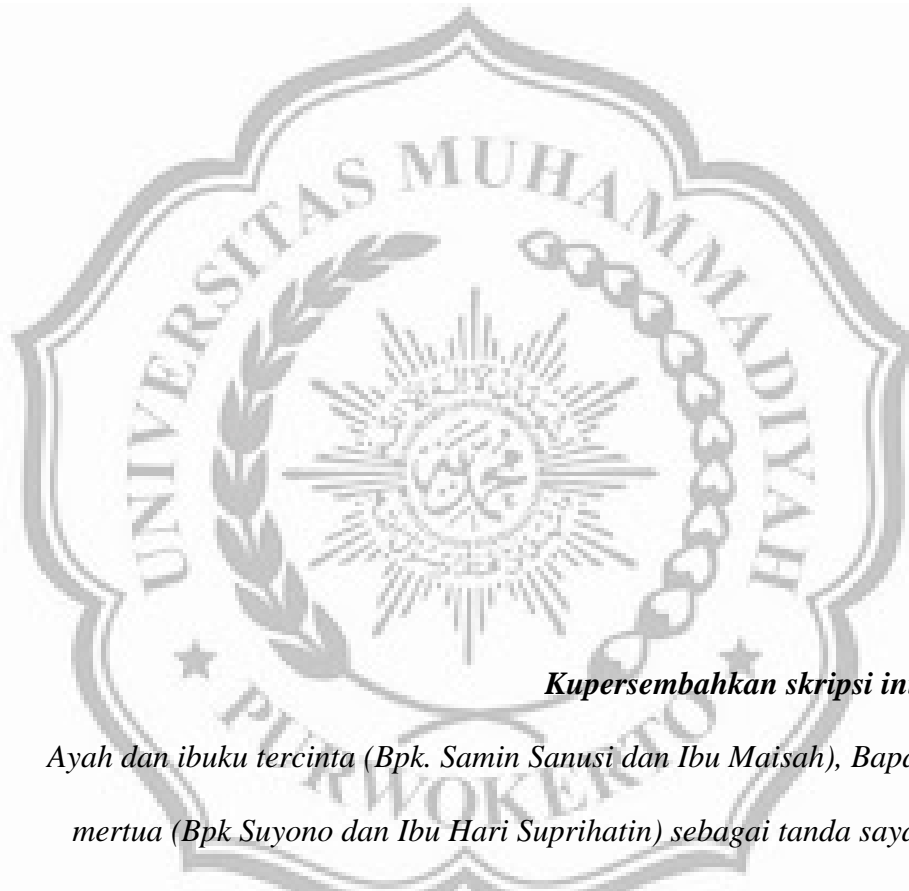 UNIVERSITAS MUHAMMADIYAH
PURWOKERTO
Kupersembahkan skripsi in
Ayah dan ibuku tercinta (Bpk. Samin Sanusi dan Ibu Maisah), Bapa
mertua (Bpk Suyono dan Ibu Hari Suprihatin) sebagai tanda saya